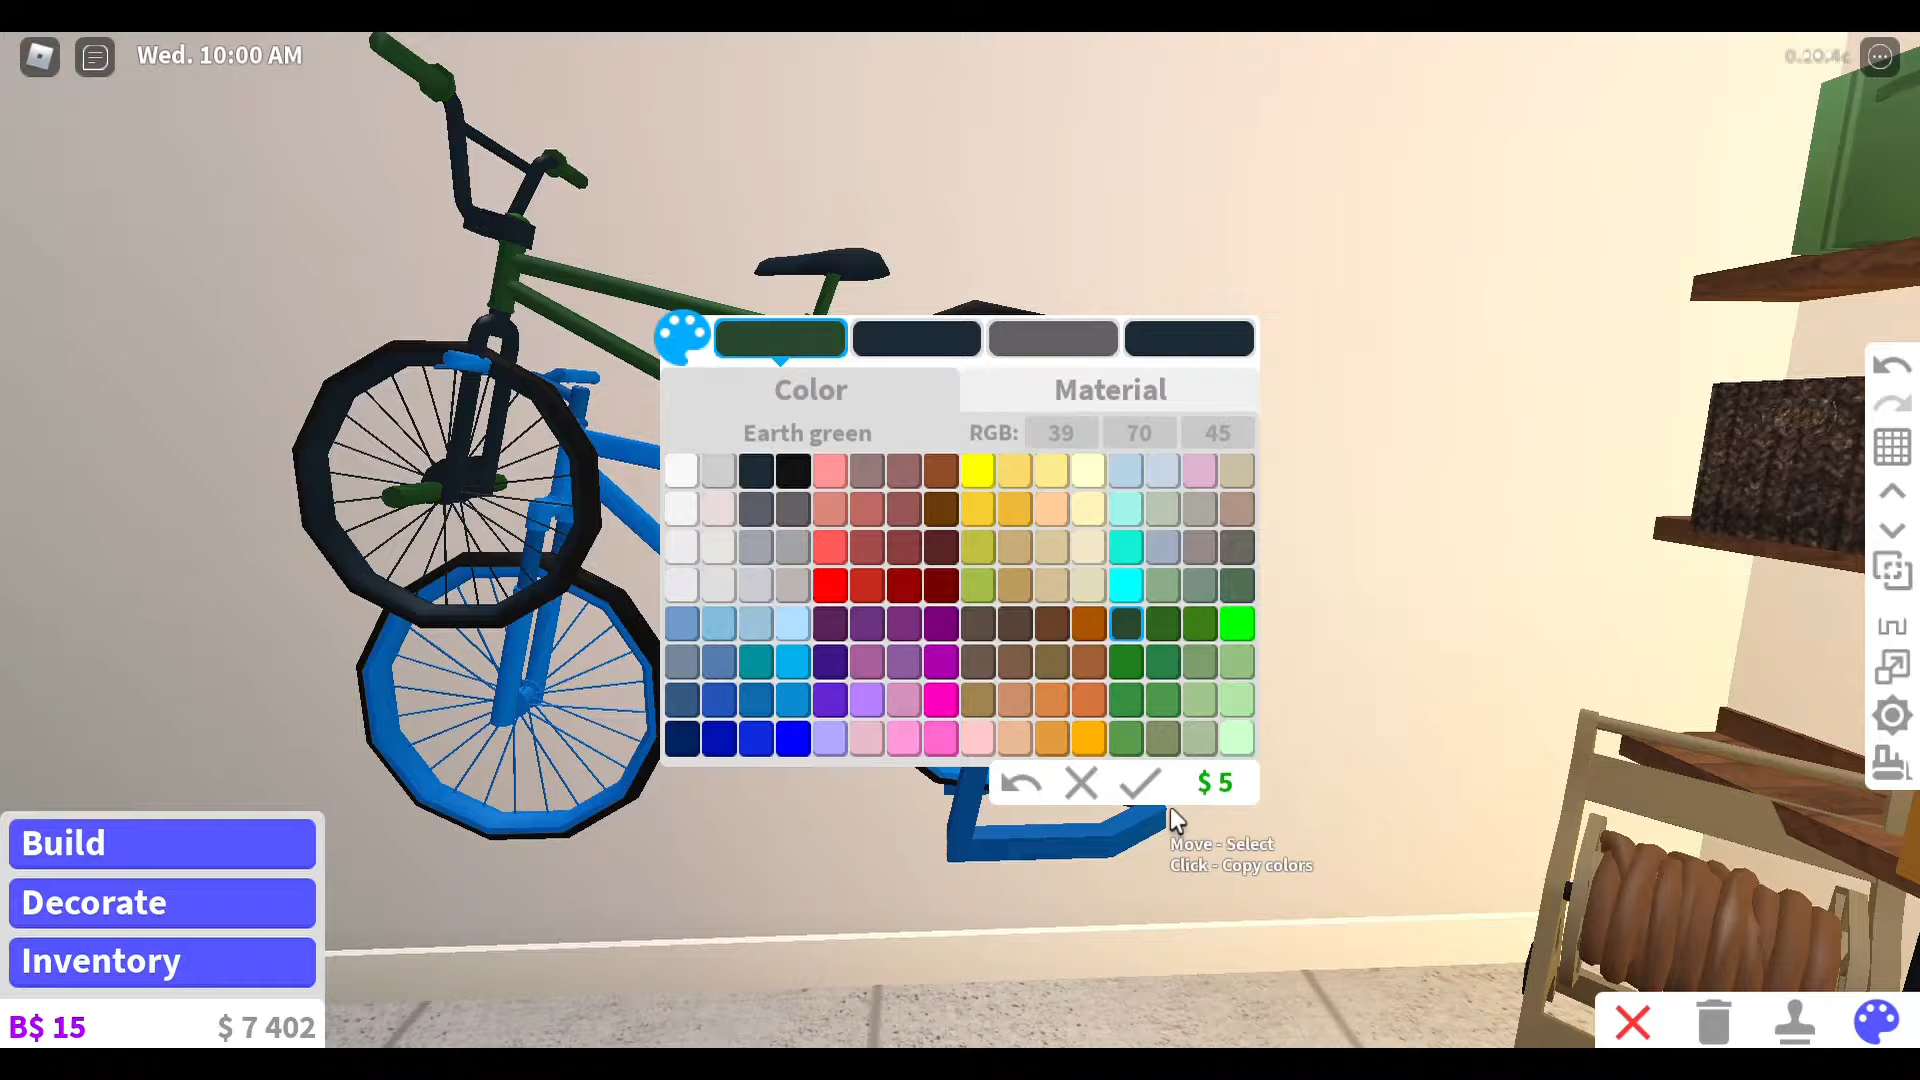 Wed. 10:00 AM
Color
Material
Earth green
RGB: 39 70 45
$ 5
Move - Select
Click - Copy colors
Build
Decorate
Inventory
B$ 15
$ 7 402